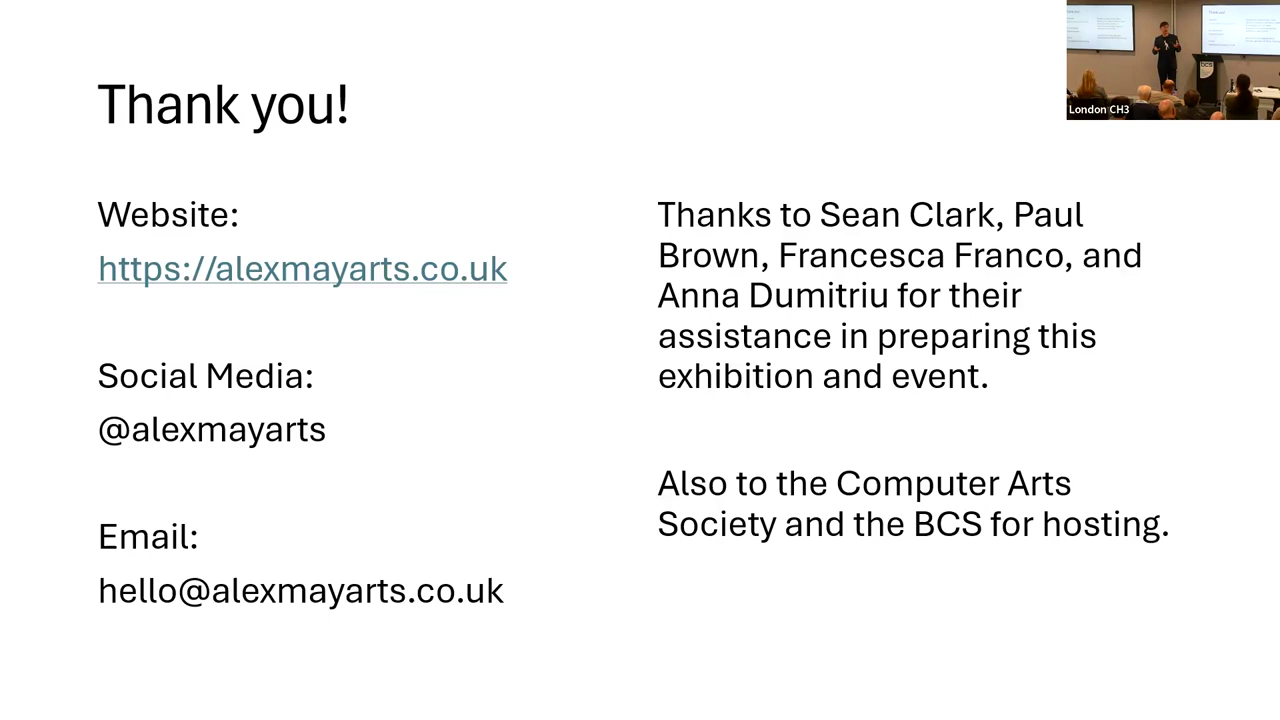 Thank you!
Website:
https://alexmayarts.co.uk
Social Media:
@alexmayarts
Email:
hello@alexmayarts.co.uk
Thanks to Sean Clark, Paul
Brown, Francesca Franco, and
Anna Dumitriu for their
assistance in preparing this
exhibition and event.
Also to the Computer Arts
Society and the BCS for hosting.
London CH3
bcs